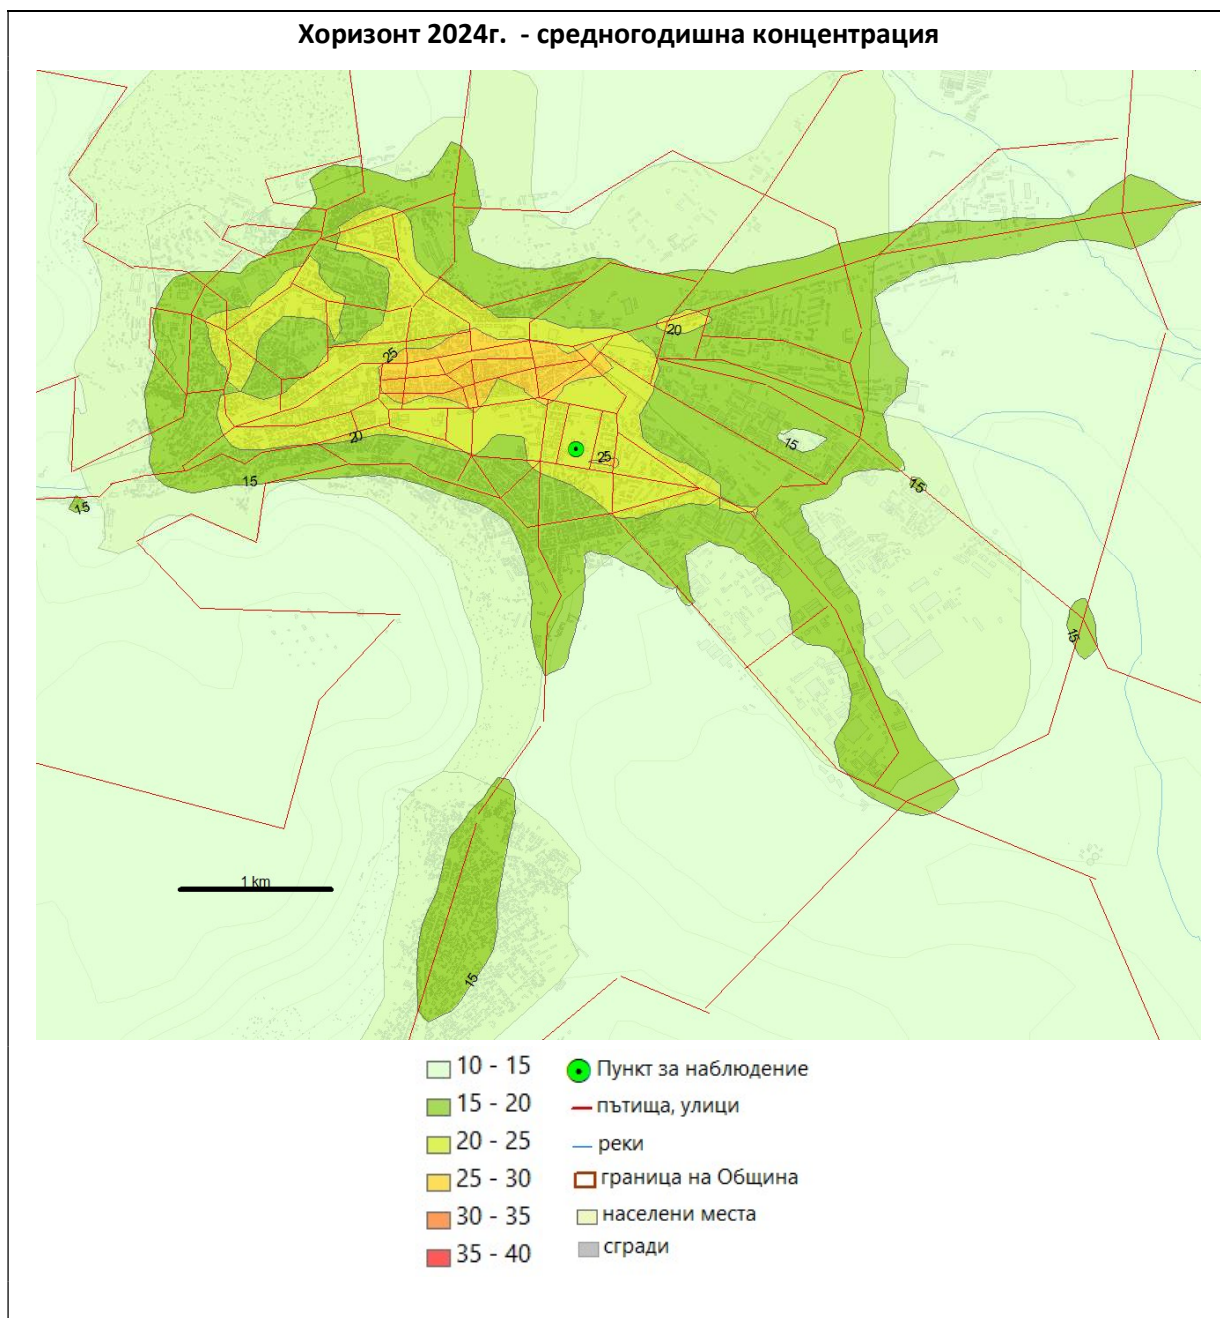 Хоризонт 2024г. - средногодишна концентрация
20
25
20
15
25
15
15
15
15
1 km
15
10 - 15
Пункт за наблюдение
15 - 20
пътища, улици
20 - 25
реки
25 - 30
граница на Община
30 - 35
населени места
35 - 40
сгради